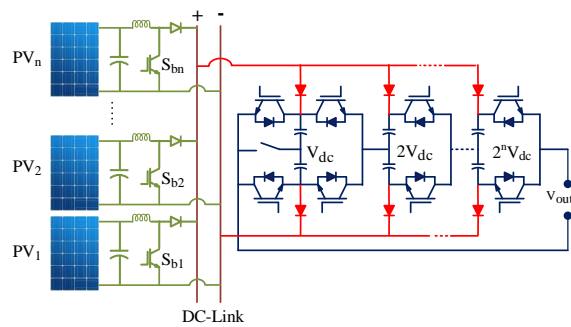 + -
PVn
Sbn
PV2
Sb2
PV1
Sb1
DC-Link
Vdc
2Vdc
2ⁿVdc
vout